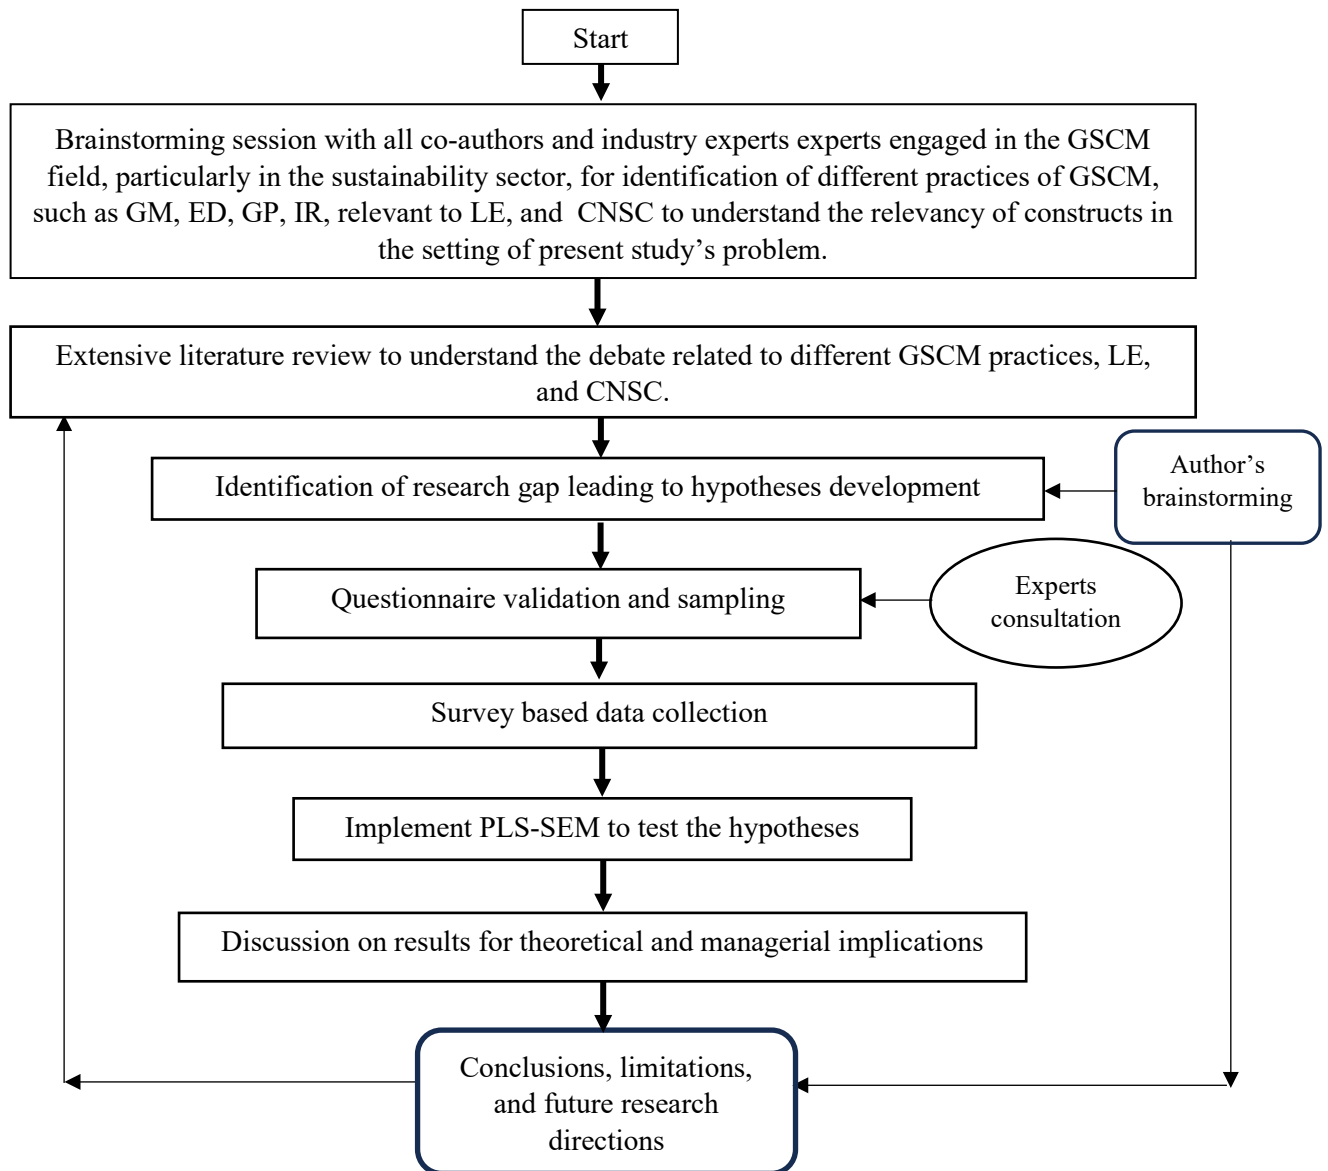 Start
Brainstorming session with all co-authors and industry experts experts engaged in the GSCM
field, particularly in the sustainability sector, for identification of different practices of GSCM,
such as GM, ED, GP, IR, relevant to LE, and CNSC to understand the relevancy of constructs in
the setting of present study’s problem.
Extensive literature review to understand the debate related to different GSCM practices, LE,
and CNSC.
Identification of research gap leading to hypotheses development
Author’s
brainstorming
Questionnaire validation and sampling
Experts
consultation
Survey based data collection
Implement PLS-SEM to test the hypotheses
Discussion on results for theoretical and managerial implications
Conclusions, limitations,
and future research
directions